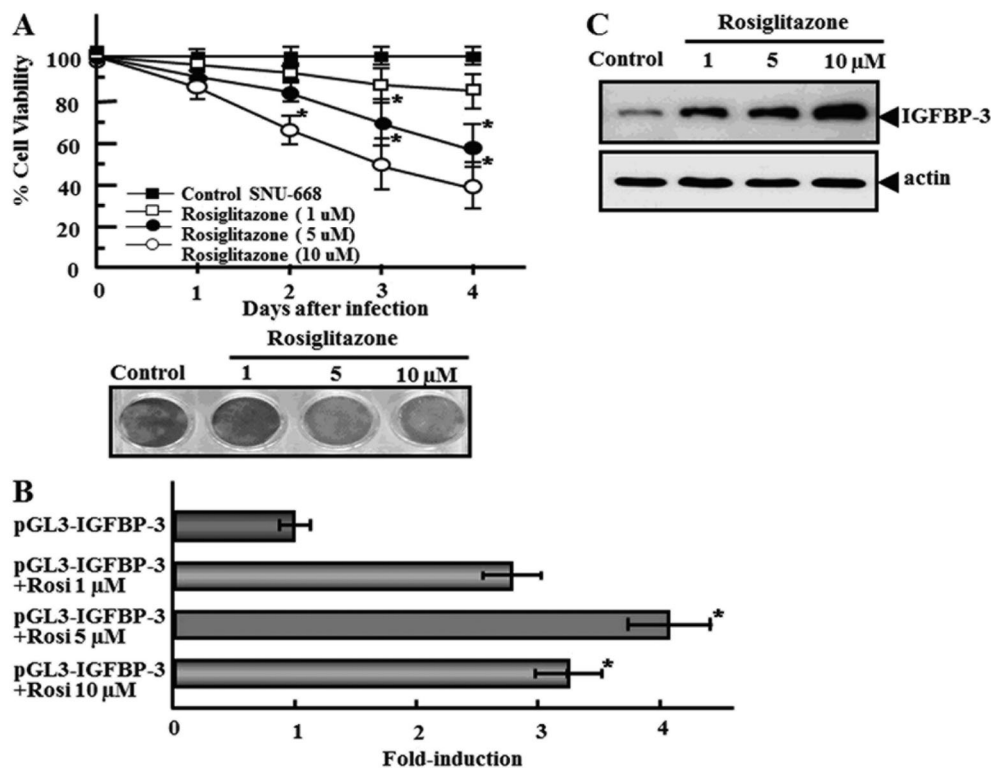 A
100
80
60
40
20
0
% Cell Viability
*
*
*
*
*
Control SNU-668
Rosiglitazone ( 1 uM)
Rosiglitazone ( 5 uM)
Rosiglitazone (10 uM)
0 1 2 3 4
Days after infection
Rosiglitazone
Control 1 5 10 µM
B
pGL3-IGFBP-3
pGL3-IGFBP-3
+Rosi 1 µM
pGL3-IGFBP-3
+Rosi 5 µM
*
pGL3-IGFBP-3
+Rosi 10 µM
*
0 1 2 3 4
Fold-induction
C
Rosiglitazone
Control 1 5 10 µM
IGFBP-3
actin